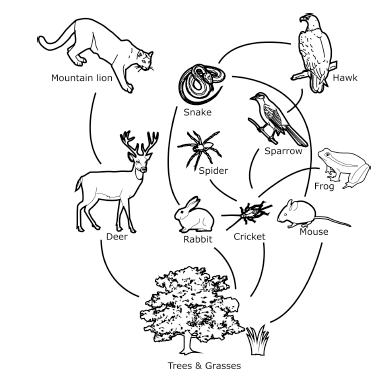 Mountain lion
Hawk
Snake
Sparrow
Spider
Frog
Deer
Rabbit
Cricket
Mouse
Trees & Grasses